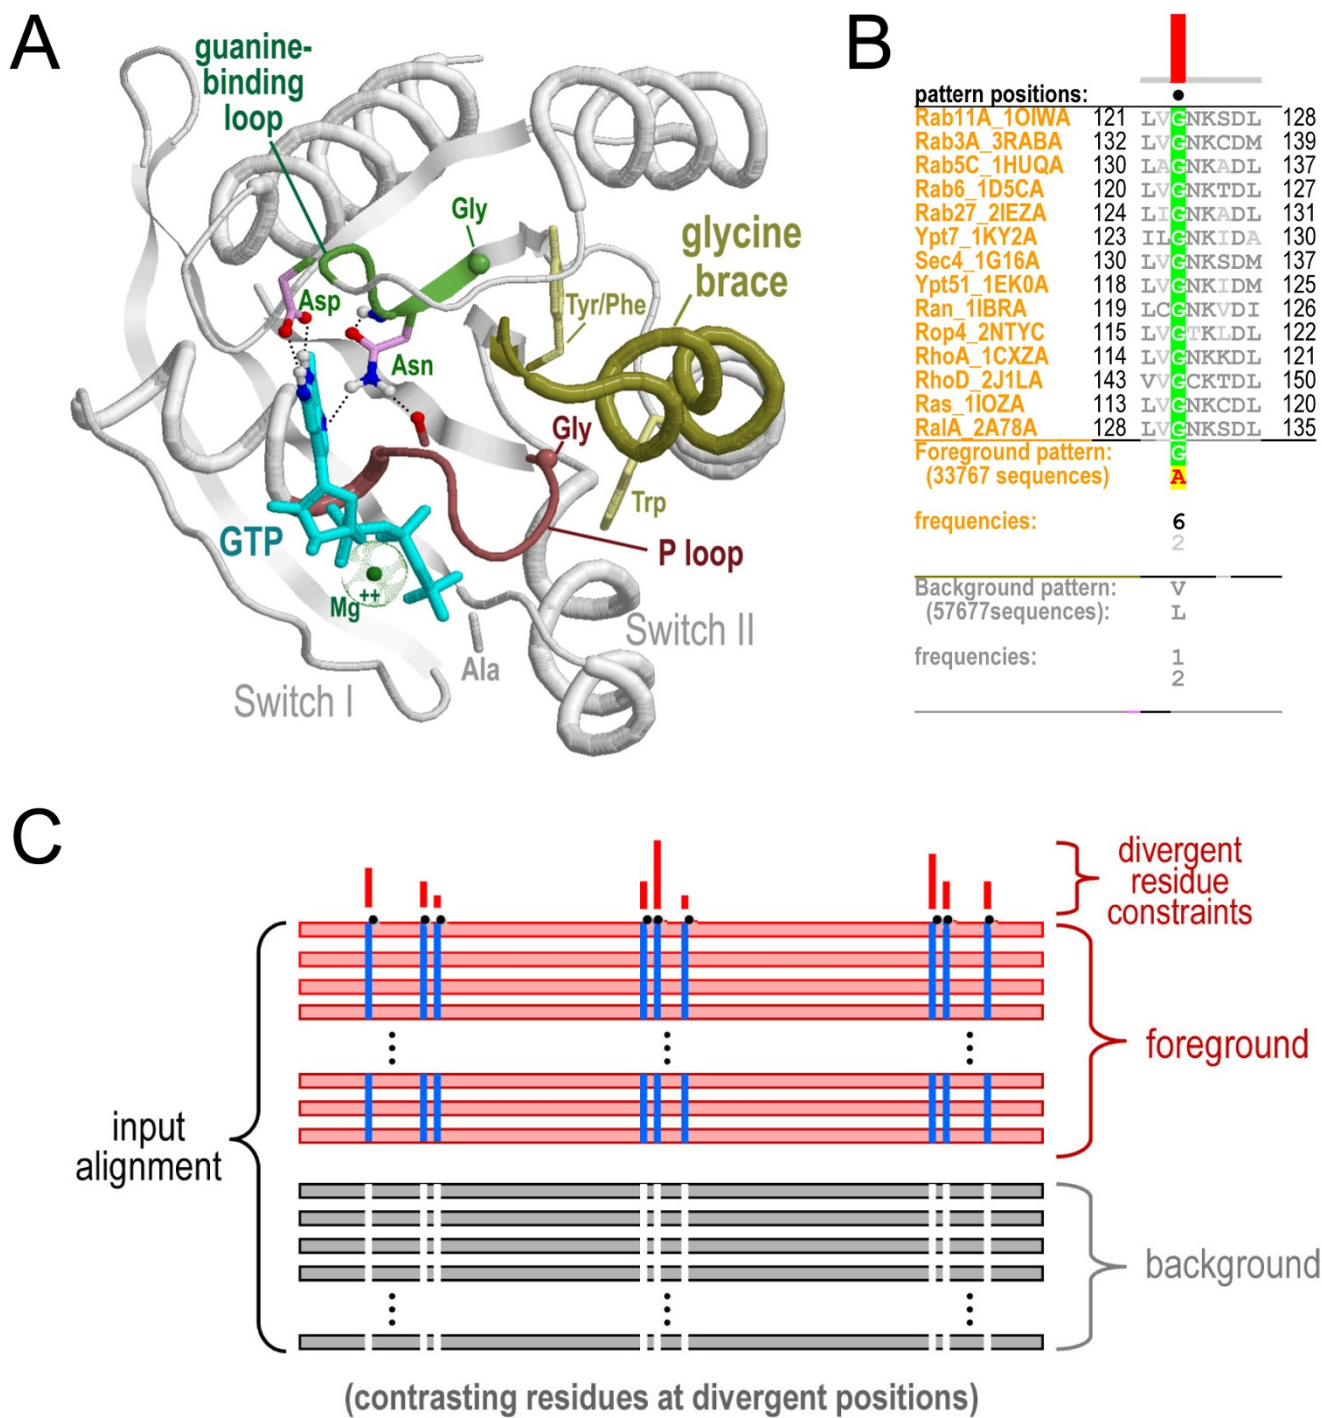 A
guanine-
binding
loop
Gly
glycine
brace
Asp
Tyr/Phe
Asn
Gly
GTP
Trp
P loop
Mg++
Switch II
Ala
Switch I
B
pattern positions:
Rab11A_1OIWA 121 LVGNKSDL 128
Rab3A_3RABA 132 LVGNKCDM 139
Rab5C_1HUQA 130 LAGNKADL 137
Rab6_1D5CA 120 LVGNKTDL 127
Rab27_2IEZA 124 LIGNKADL 131
Ypt7_1KY2A 123 ILGNKIDA 130
Sec4_1G16A 130 LVGNKSDM 137
Ypt51_1EK0A 118 LVGNKIDM 125
Ran_1IBRA 119 LCGNKVDI 126
Rop4_2NTYC 115 LVGTKLDL 122
RhoA_1CXZA 114 LVGNKKDL 121
RhoD_2J1LA 143 VVGCKTDL 150
Ras_1IOZA 113 LVGNKCDL 120
RalA_2A78A 128 LVGNKSDL 135
Foreground pattern: G
(33767 sequences) A
frequencies: 6
2
Background pattern: V
(57677sequences): L
frequencies: 1
2
C
divergent
residue
constraints
foreground
input
alignment
background
(contrasting residues at divergent positions)